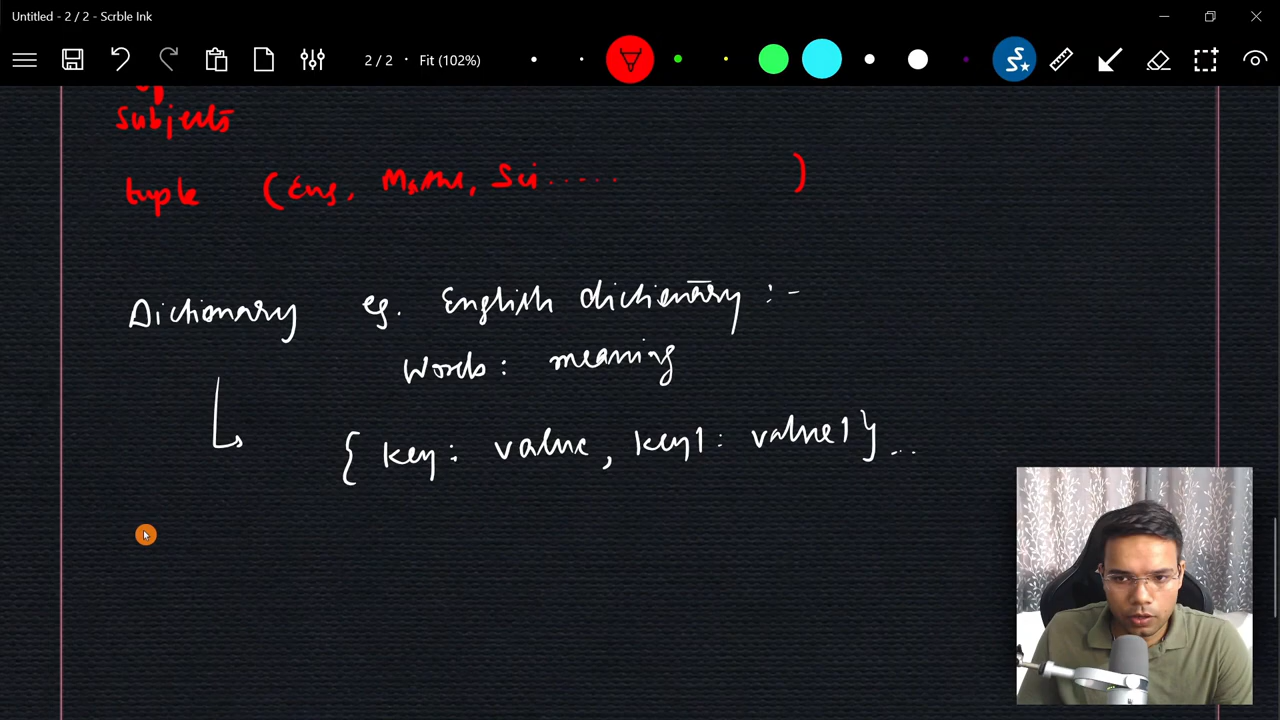 Untitled - 2 / 2 - Scrble Ink
2/2 · Fit (102%)
Subjects
tuple (Eng, Maths, Sci.....)
Dictionary eg. English dictionary :-
Words: meaning
{ key: value, key1: value1}...